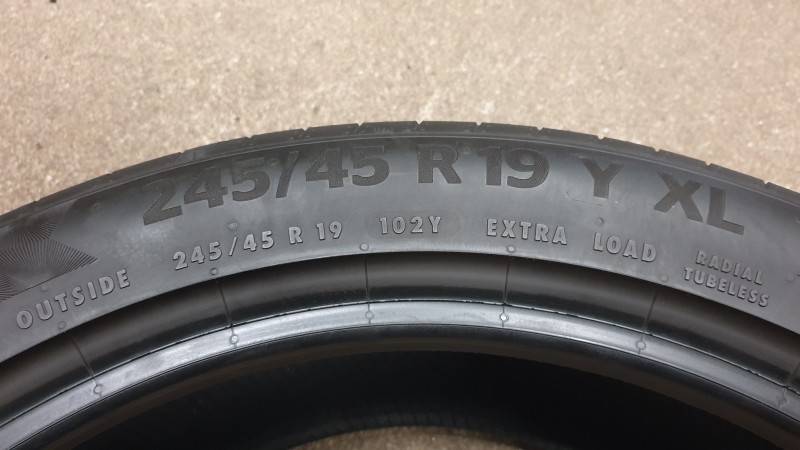 245/45 R 19 Y XL
OUTSIDE 245/45 R 19 102Y EXTRA LOAD RADIAL
TUBELESS